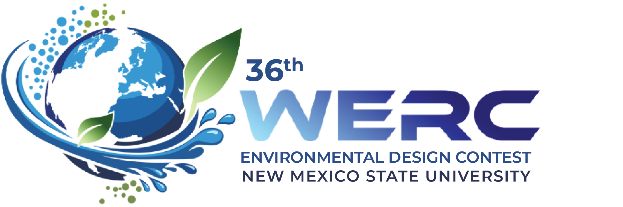 36th
WERC
ENVIRONMENTAL DESIGN CONTEST
NEW MEXICO STATE UNIVERSITY